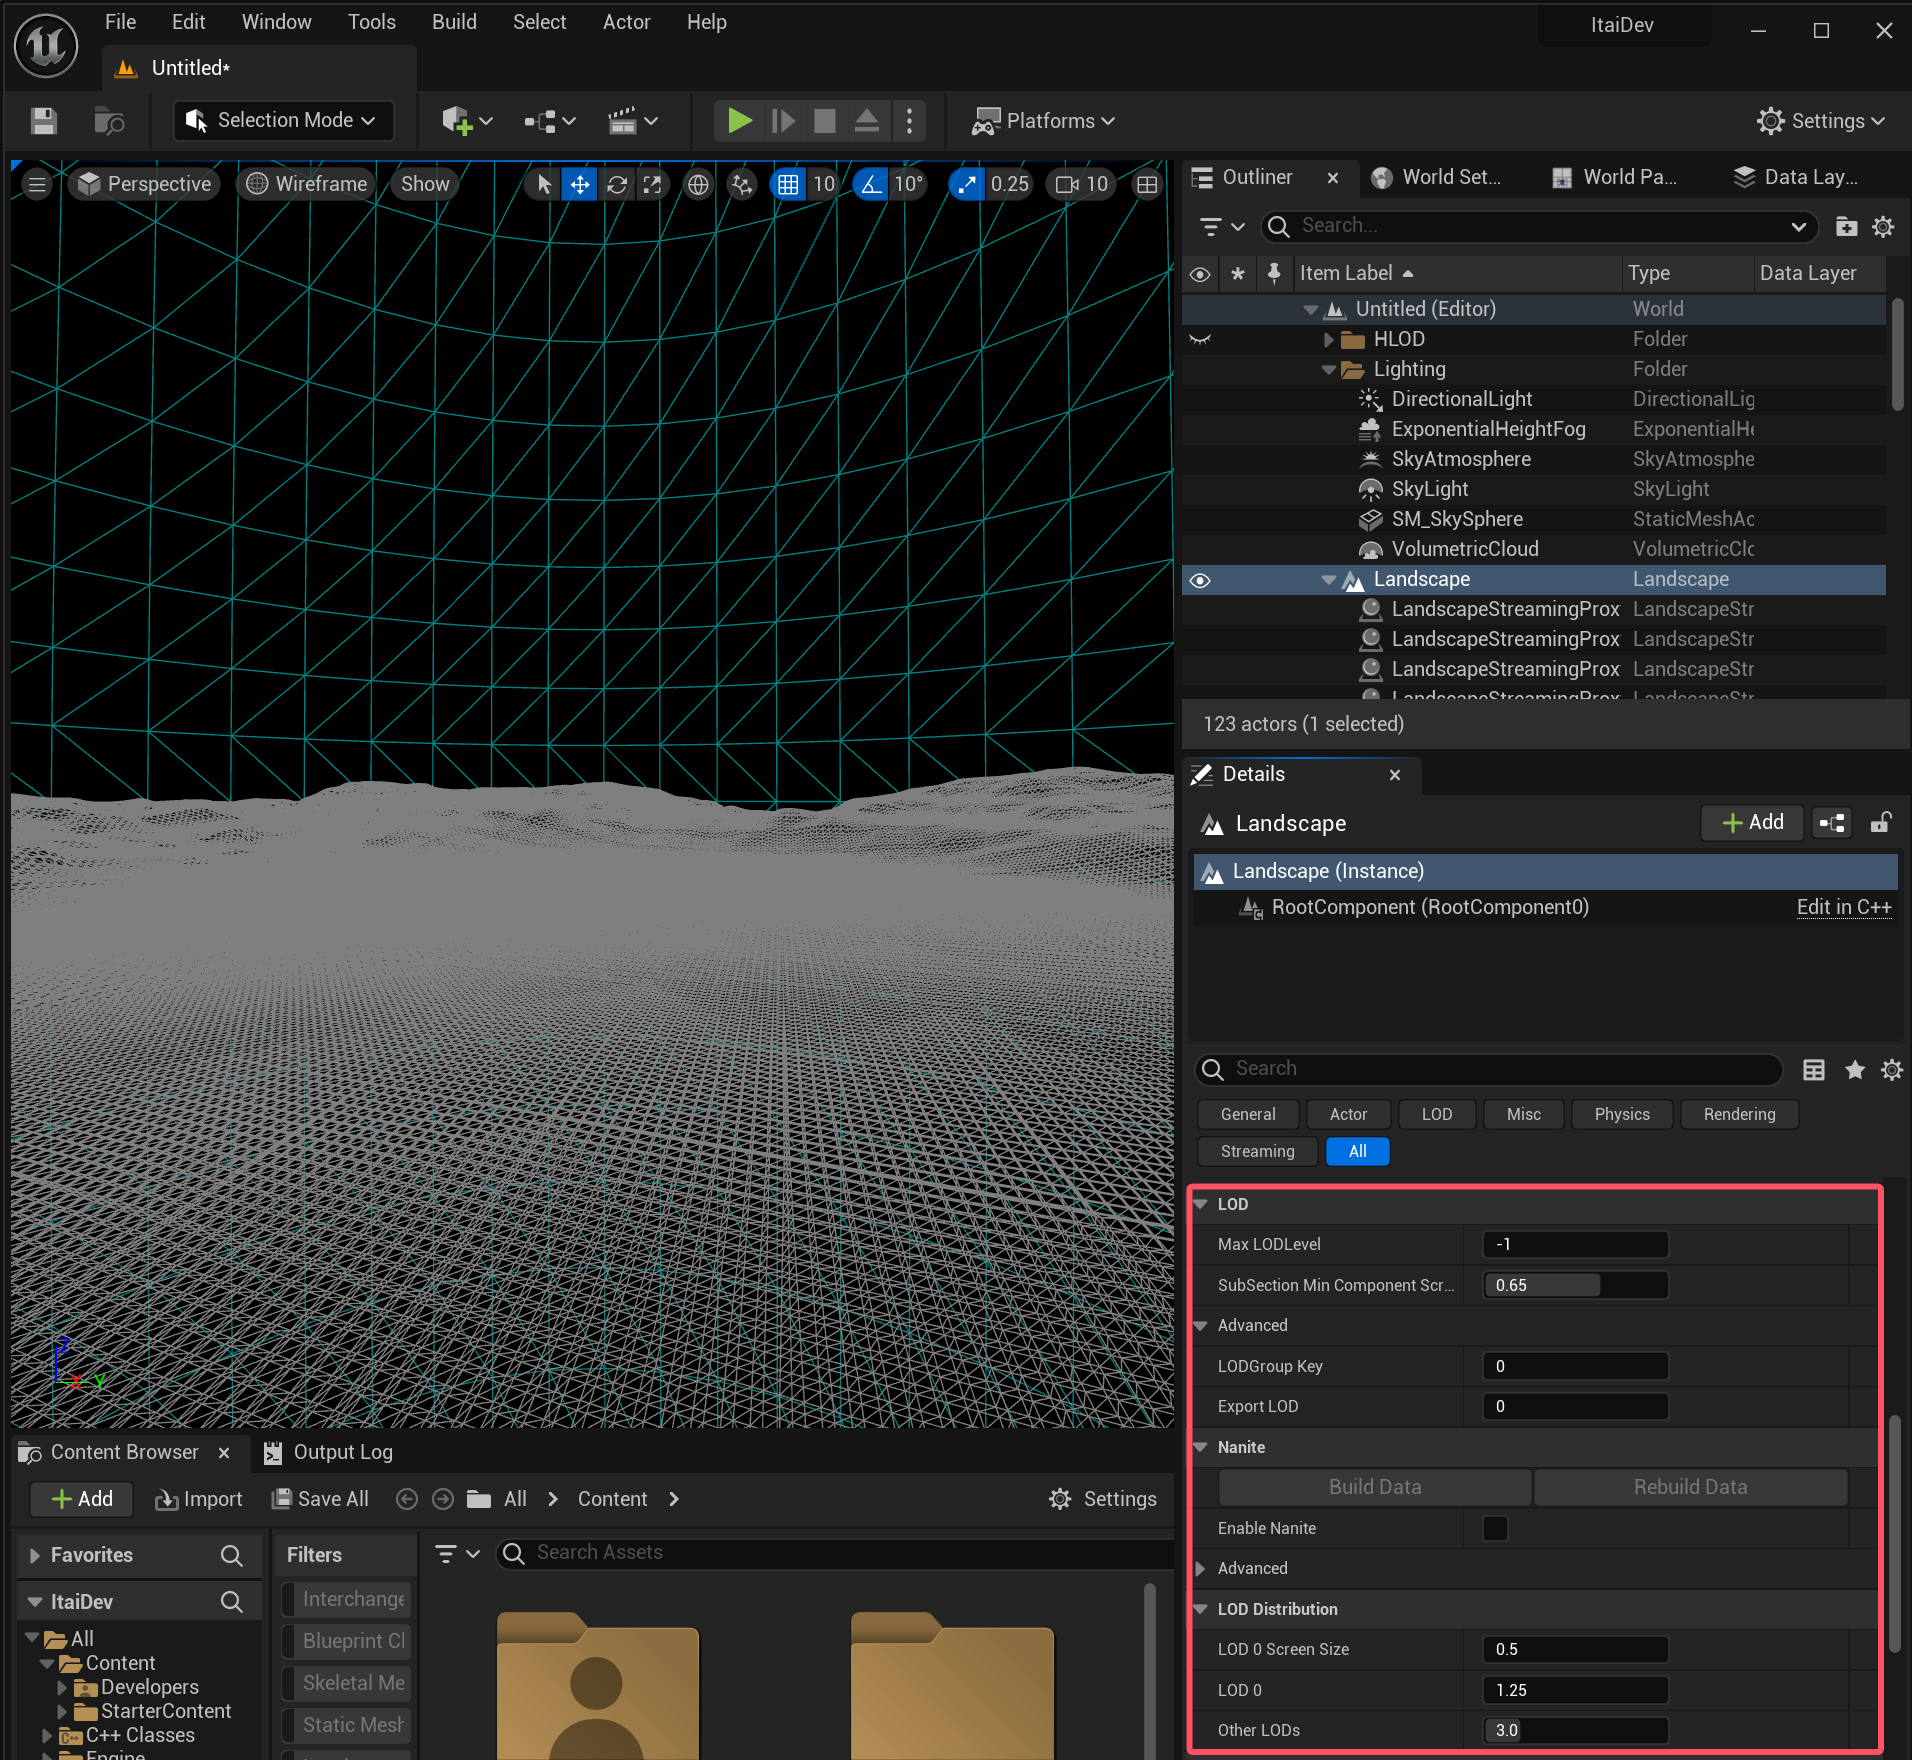 File Edit Window Tools Build Select Actor Help
ItaiDev
Untitled*
Selection Mode
Platforms
Settings
Perspective Wireframe Show 10 10° 0.25 10
Outliner World Set... World Pa... Data Lay...
Search...
Item Label Type Data Layer
Untitled (Editor) World
HLOD Folder
Lighting Folder
DirectionalLight DirectionalLig
ExponentialHeightFog ExponentialHe
SkyAtmosphere SkyAtmosphe
SkyLight SkyLight
SM_SkySphere StaticMeshAc
VolumetricCloud VolumetricClc
Landscape Landscape
LandscapeStreamingProx LandscapeStr
LandscapeStreamingProx LandscapeStr
LandscapeStreamingProx LandscapeStr
LandscapeStreamingProx LandscapeStr
123 actors (1 selected)
Details
Landscape
Add
Landscape (Instance)
RootComponent (RootComponent0) Edit in C++
Search
General Actor LOD Misc Physics Rendering
Streaming All
LOD
Max LODLevel -1
SubSection Min Component Scr... 0.65
Advanced
LODGroup Key 0
Export LOD 0
Nanite
Build Data Rebuild Data
Enable Nanite
Advanced
LOD Distribution
LOD 0 Screen Size 0.5
LOD 0 1.25
Other LODs 3.0
Z
X Y
Content Browser Output Log
Add Import Save All All Content Settings
Favorites
ItaiDev
All
Content
Developers
StarterContent
C++ Classes
Engine
Filters
Interchange
Blueprint Cl
Skeletal Me
Static Mesh
Search Assets